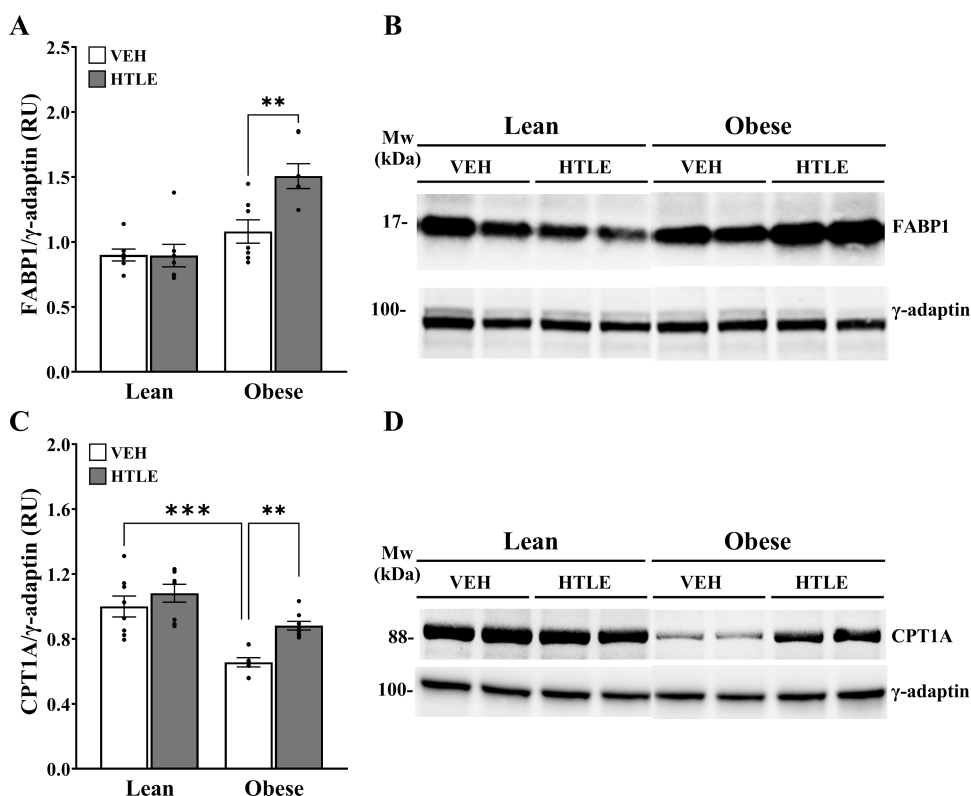 A
FABP1/γ-adaptin (RU)
2.5
2.0
1.5
1.0
0.5
0.0
VEH
HTLE
**
Lean
Obese
B
Mw
(kDa)
Lean
Obese
VEH
HTLE
VEH
HTLE
17-
FABP1
100-
γ-adaptin
C
CPT1A/γ-adaptin (RU)
2.0
1.6
1.2
0.8
0.4
0.0
VEH
HTLE
***
**
Lean
Obese
D
Mw
(kDa)
Lean
Obese
VEH
HTLE
VEH
HTLE
88-
CPT1A
100-
γ-adaptin